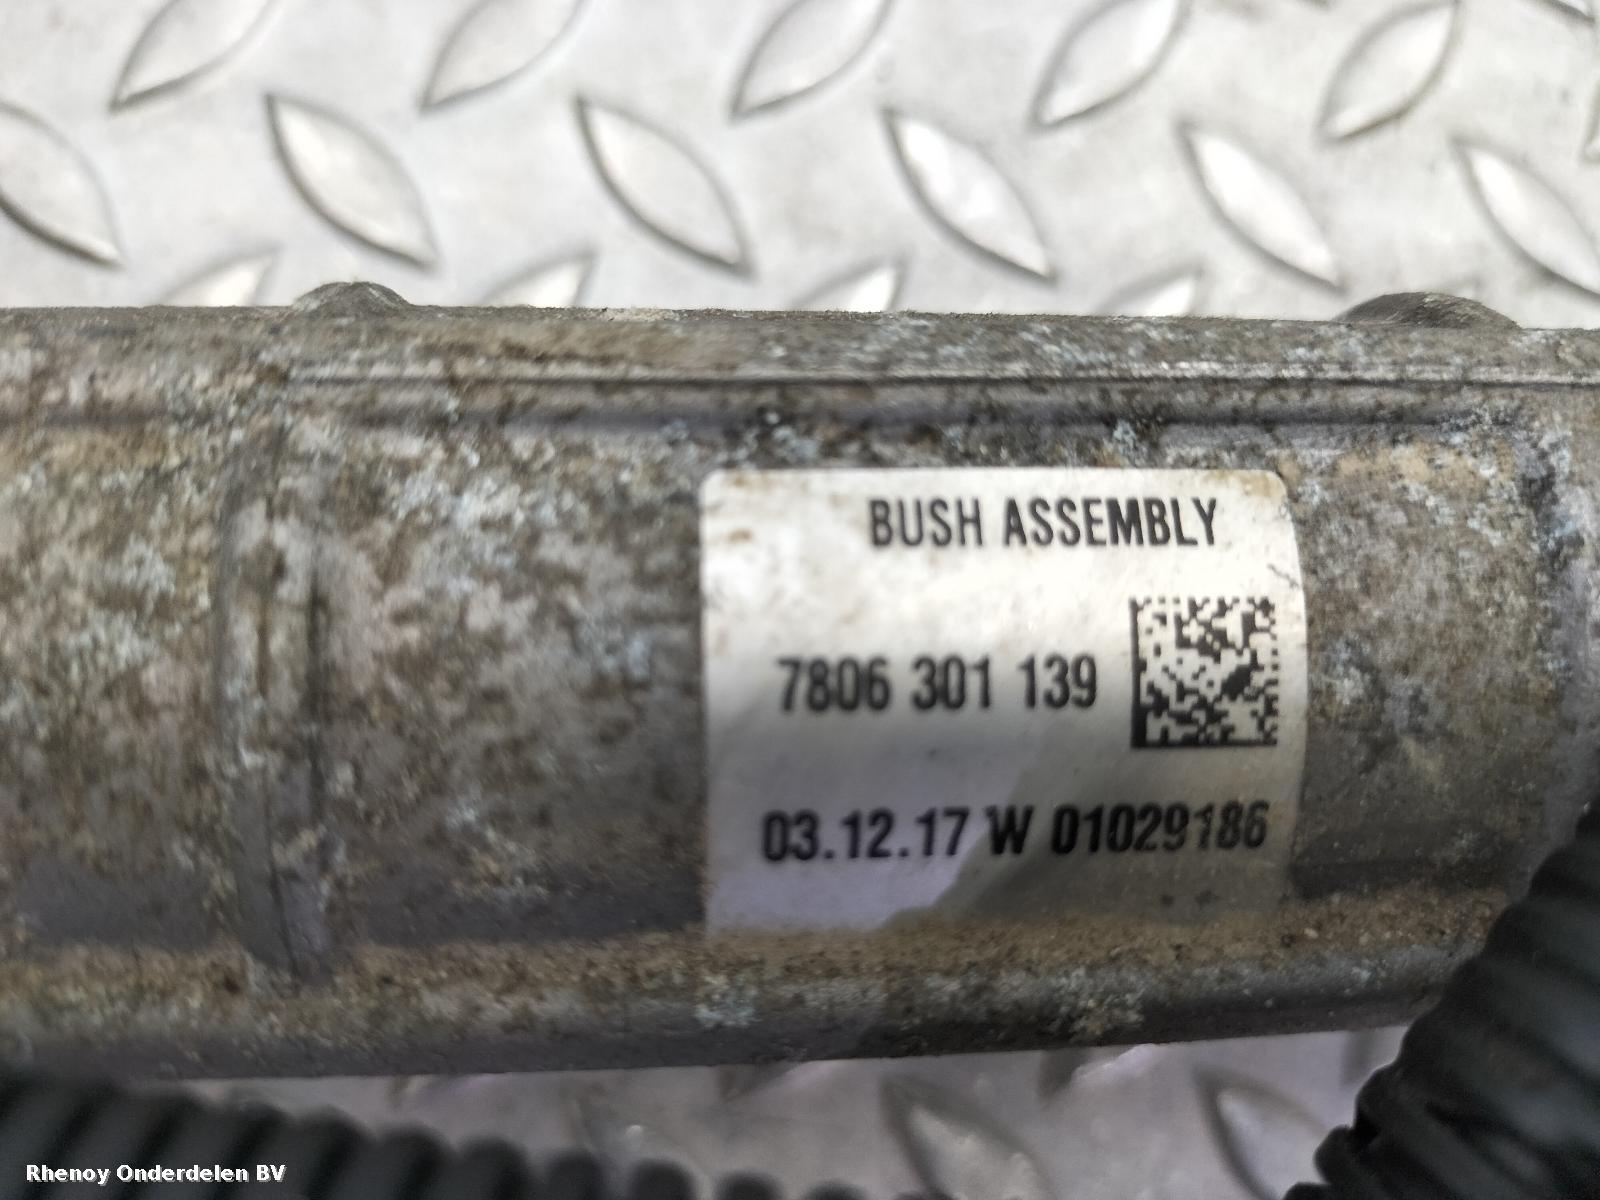 BUSH ASSEMBLY
7806 301 139
03.12.17 W 01029186
Rhenoy Onderdelen BV